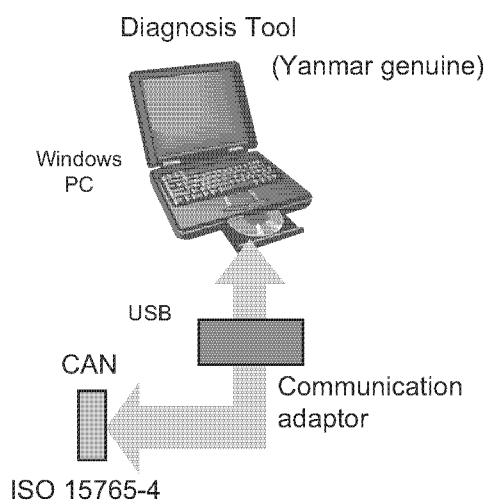 Diagnosis Tool
(Yanmar genuine)
Windows
PC
USB
CAN
Communication
adaptor
ISO 15765-4